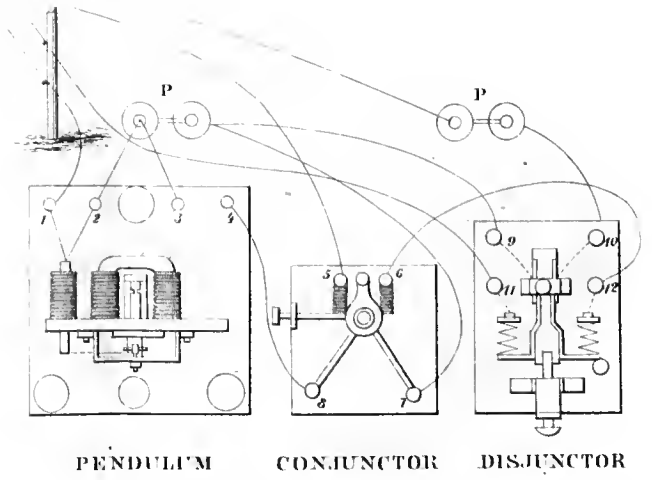 P P
1 2 3 4
9 10
5 6 11 12
8 7
PENDULUM CONJUNCTOR DISJUNCTOR